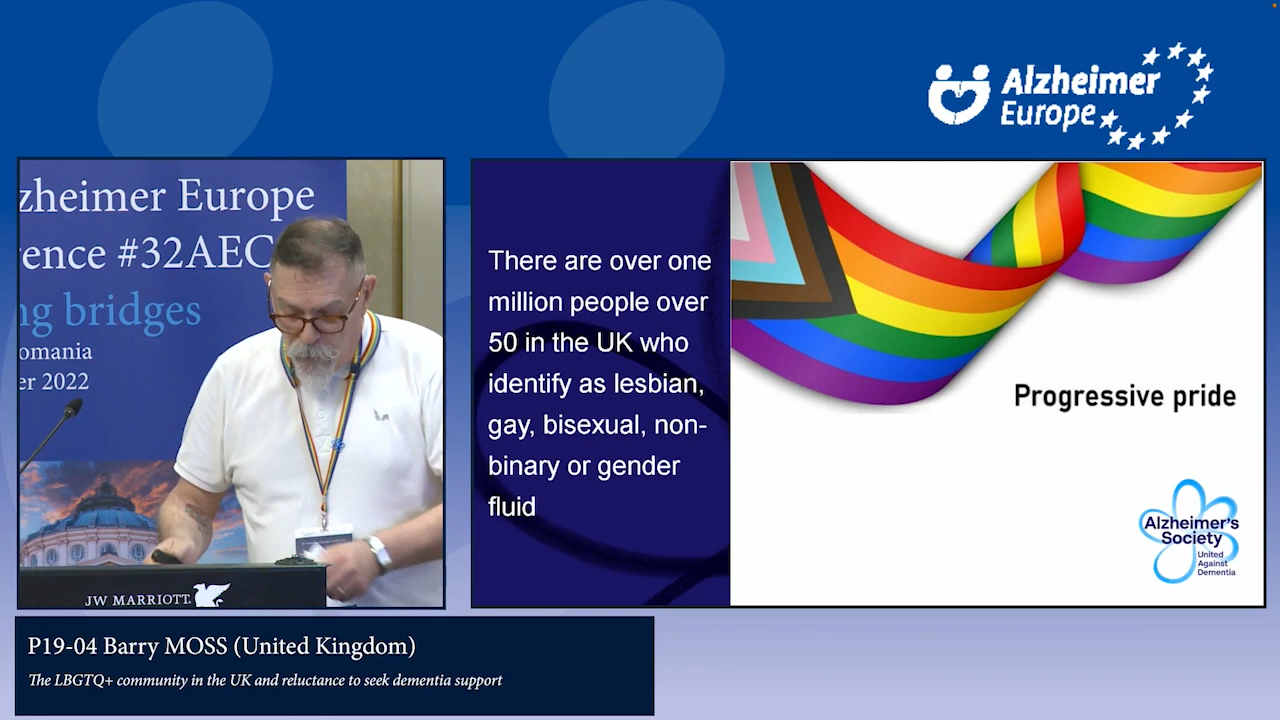 Alzheimer
Europe
zheimer Europe
rence #32AEC
ng bridges
omania
er 2022
JW MARRIOTT
There are over one
million people over
50 in the UK who
identify as lesbian,
gay, bisexual, non-
binary or gender
fluid
Progressive pride
Alzheimer's
Society
United
Against
Dementia
P19-04 Barry MOSS (United Kingdom)
The LBGTQ+ community in the UK and reluctance to seek dementia support